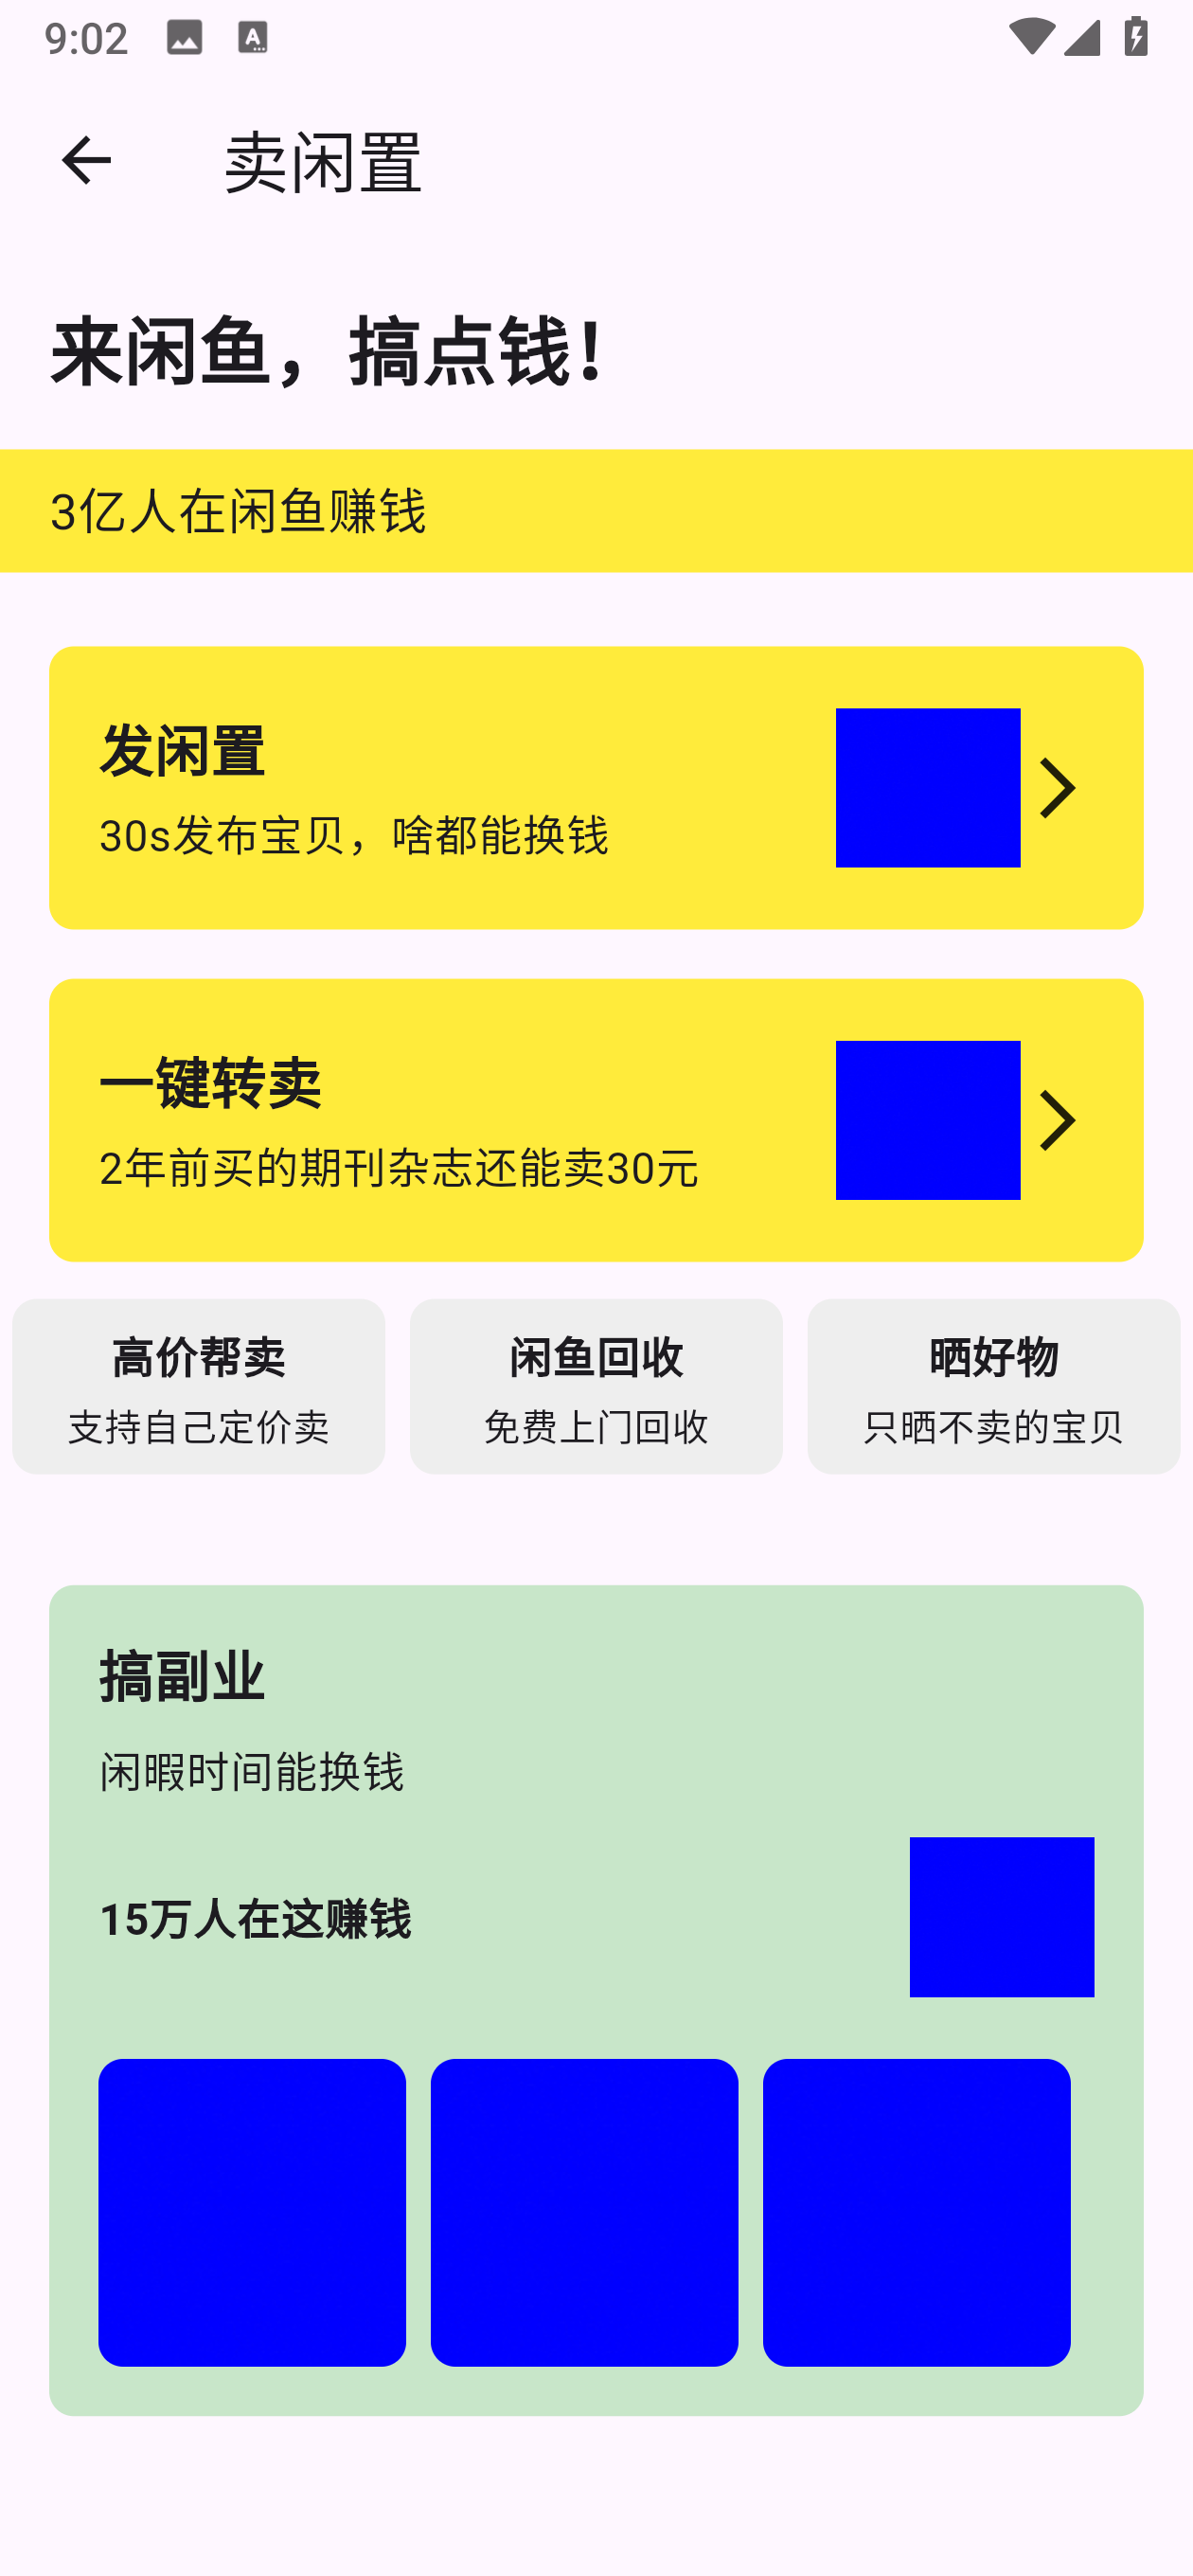 9:02
卖闲置
来闲鱼，搞点钱！
3亿人在闲鱼赚钱
发闲置
30s发布宝贝，啥都能换钱
一键转卖
2年前买的期刊杂志还能卖30元
高价帮卖
支持自己定价卖
闲鱼回收
免费上门回收
晒好物
只晒不卖的宝贝
搞副业
闲暇时间能换钱
15万人在这赚钱